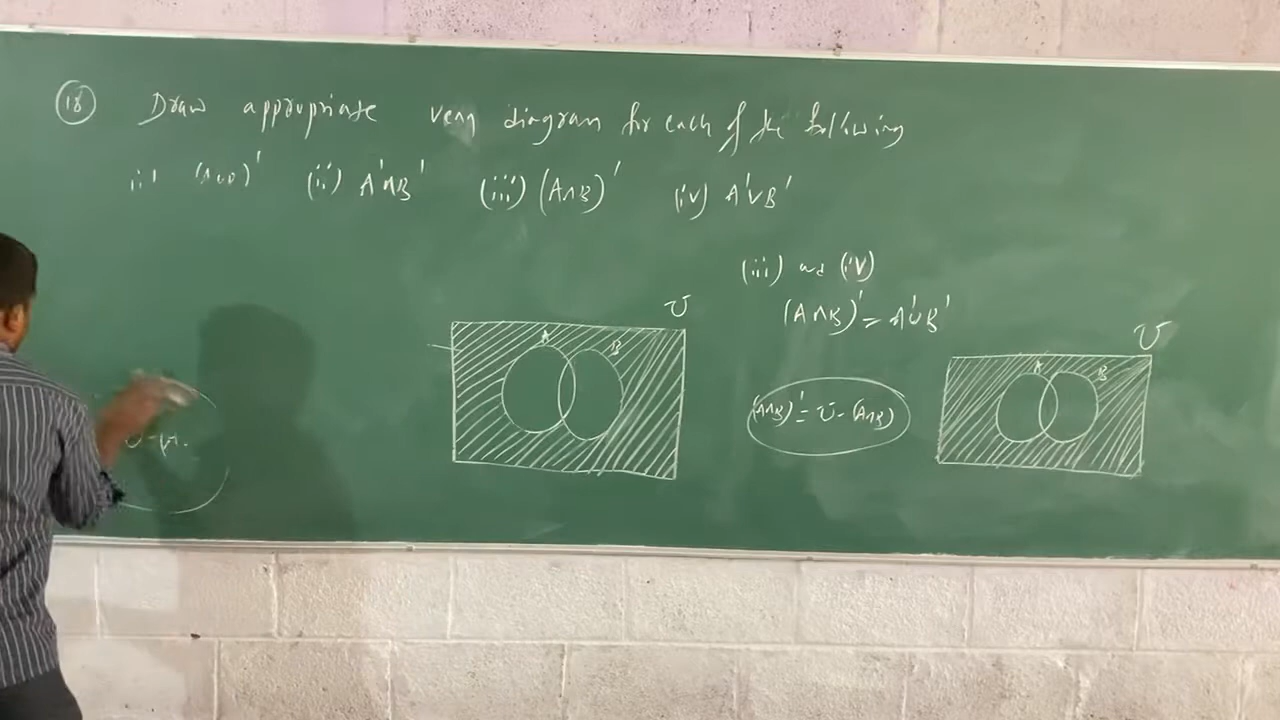 (18) Draw appropriate venn diagram for each of the following
(ii) A'∩B' (iii) (A∩B)' (iv) A'∪B'
(iii) and (iv)
(A∩B)' = A'∪B'
U
A B
(A∩B)' = U - (A∩B)
U
A B